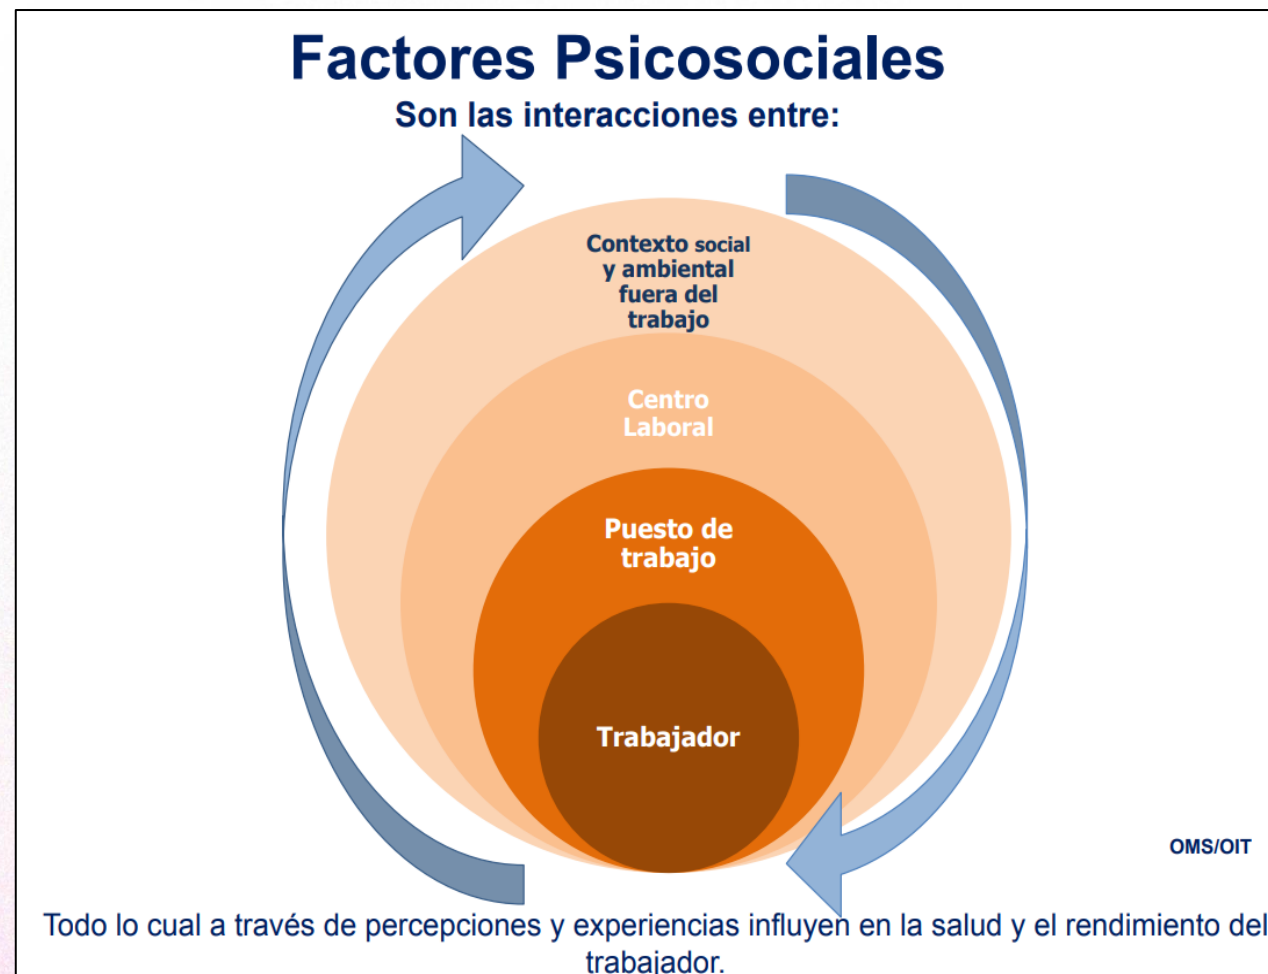 Factores Psicosociales
Son las interacciones entre:
Contexto social
y ambiental
fuera del
trabajo
Centro
Laboral
Puesto de
trabajo
Trabajador
OMS/OIT
Todo lo cual a través de percepciones y experiencias influyen en la salud y el rendimiento del
trabajador.